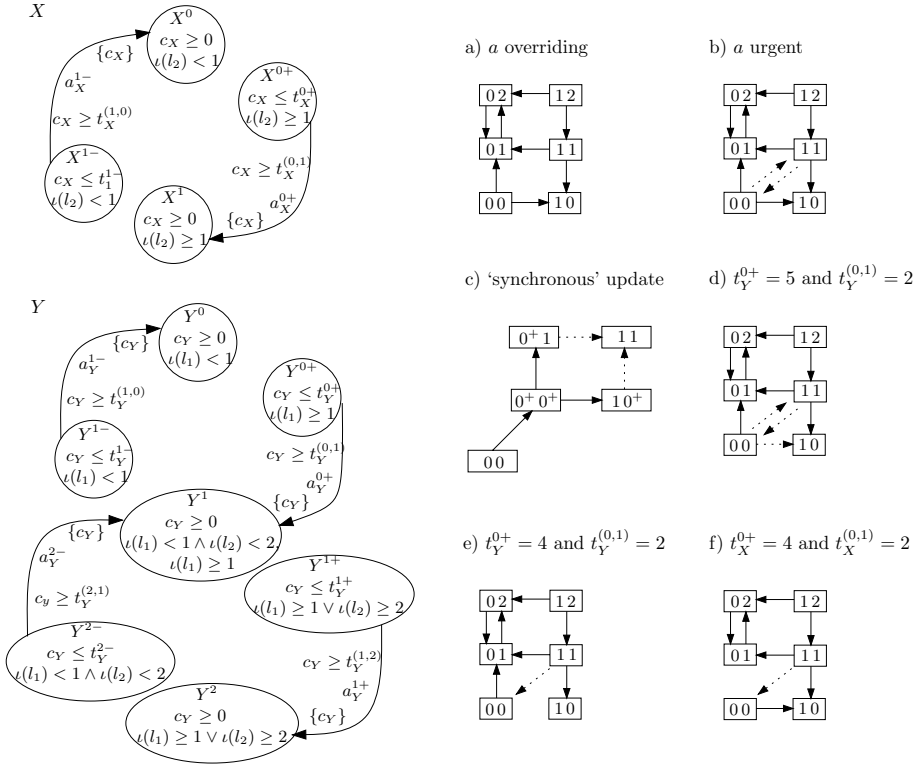 X
X^0
c_X ≥ 0
ι(l_2) < 1
{c_X}
a_X^{1-}
c_X ≥ t_X^{(1,0)}
X^{0+}
c_X ≤ t_X^{0+}
ι(l_2) ≥ 1
X^{1-}
c_X ≤ t_1^{1-}
ι(l_2) < 1
c_X ≥ t_X^{(0,1)}
a_X^{0+}
{c_X}
X^1
c_X ≥ 0
ι(l_2) ≥ 1
Y
Y^0
c_Y ≥ 0
ι(l_1) < 1
{c_Y}
a_Y^{1-}
c_Y ≥ t_Y^{(1,0)}
Y^{0+}
c_Y ≤ t_Y^{0+}
ι(l_1) ≥ 1
Y^{1-}
c_Y ≤ t_Y^{1-}
ι(l_1) < 1
c_Y ≥ t_Y^{(0,1)}
a_Y^{0+}
{c_Y}
Y^1
c_Y ≥ 0
ι(l_1) < 1 ∧ ι(l_2) < 2,
ι(l_1) ≥ 1
{c_Y}
a_Y^{2-}
c_y ≥ t_Y^{(2,1)}
Y^{1+}
c_Y ≤ t_Y^{1+}
ι(l_1) ≥ 1 ∨ ι(l_2) ≥ 2
Y^{2-}
c_Y ≤ t_Y^{2-}
ι(l_1) < 1 ∧ ι(l_2) < 2
c_Y ≥ t_Y^{(1,2)}
a_Y^{1+}
{c_Y}
Y^2
c_Y ≥ 0
ι(l_1) ≥ 1 ∨ ι(l_2) ≥ 2
a) a overriding
0 2 1 2
0 1 1 1
0 0 1 0
b) a urgent
0 2 1 2
0 1 1 1
0 0 1 0
c) ‘synchronous’ update
0^+ 1 1 1
0^+ 0^+ 1 0^+
0 0
d) t_Y^{0+} = 5 and t_Y^{(0,1)} = 2
0 2 1 2
0 1 1 1
0 0 1 0
e) t_Y^{0+} = 4 and t_Y^{(0,1)} = 2
0 2 1 2
0 1 1 1
0 0 1 0
f) t_X^{0+} = 4 and t_X^{(0,1)} = 2
0 2 1 2
0 1 1 1
0 0 1 0